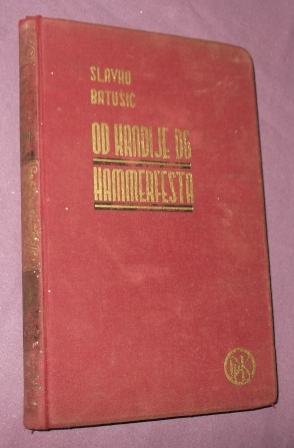 SLAVKO
BATUŠIĆ
OD KANDIJE DO
HAMMERFESTA